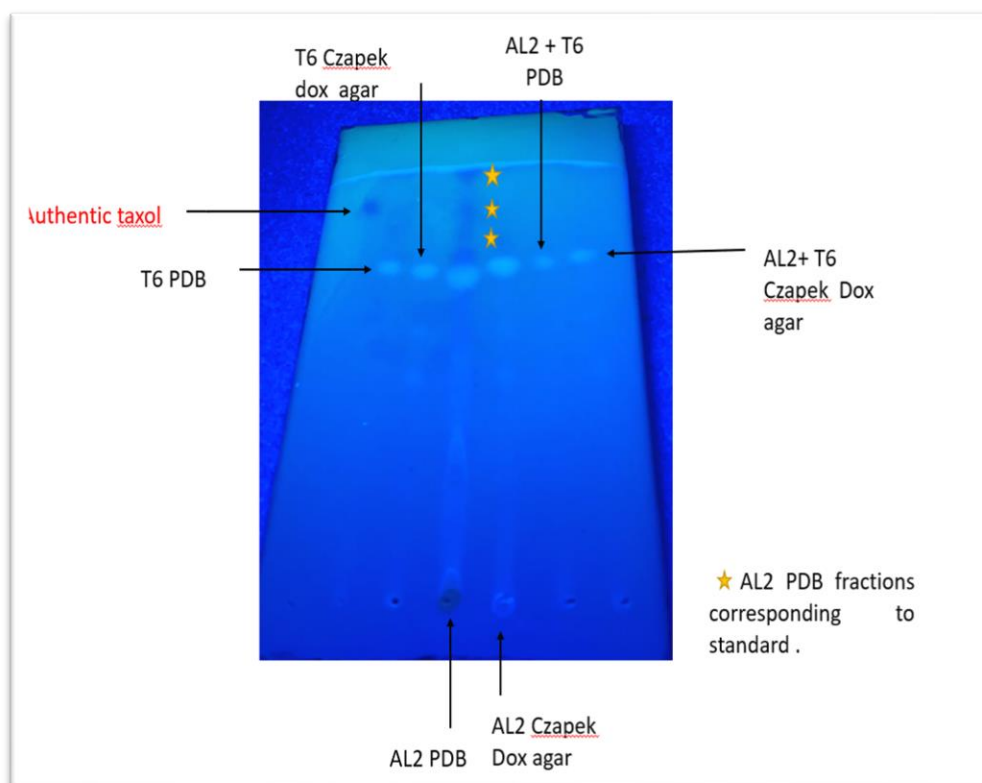 T6 Czapek
dox agar
AL2 + T6
PDB
Authentic taxol
T6 PDB
AL2+ T6
Czapek Dox
agar
AL2 PDB fractions
corresponding to
standard .
AL2 PDB
AL2 Czapek
Dox agar